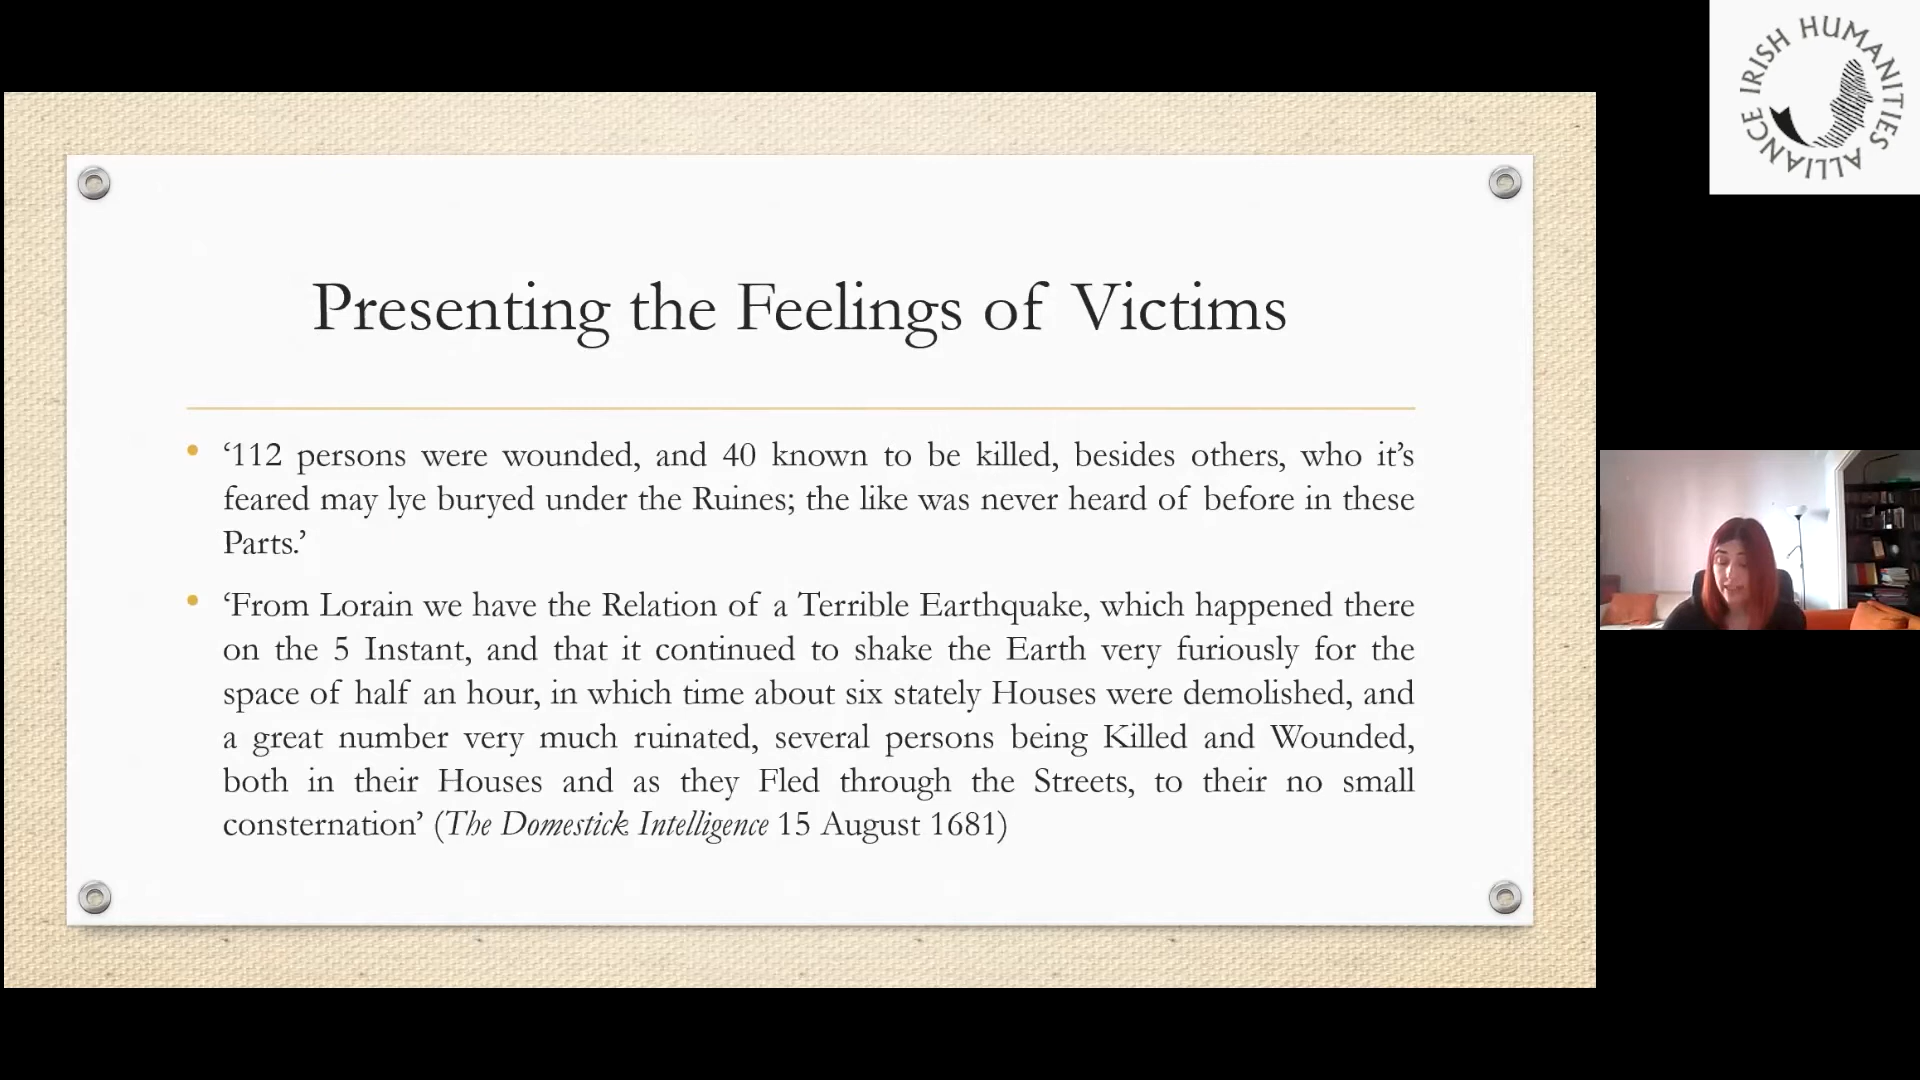 IRISH HUMANITIES ALLIANCE
Presenting the Feelings of Victims
• ‘112 persons were wounded, and 40 known to be killed, besides others, who it’s
feared may lye buryed under the Ruines; the like was never heard of before in these
Parts.’
• ‘From Lorain we have the Relation of a Terrible Earthquake, which happened there
on the 5 Instant, and that it continued to shake the Earth very furiously for the
space of half an hour, in which time about six stately Houses were demolished, and
a great number very much ruinated, several persons being Killed and Wounded,
both in their Houses and as they Fled through the Streets, to their no small
consternation’ (The Domestick Intelligence 15 August 1681)